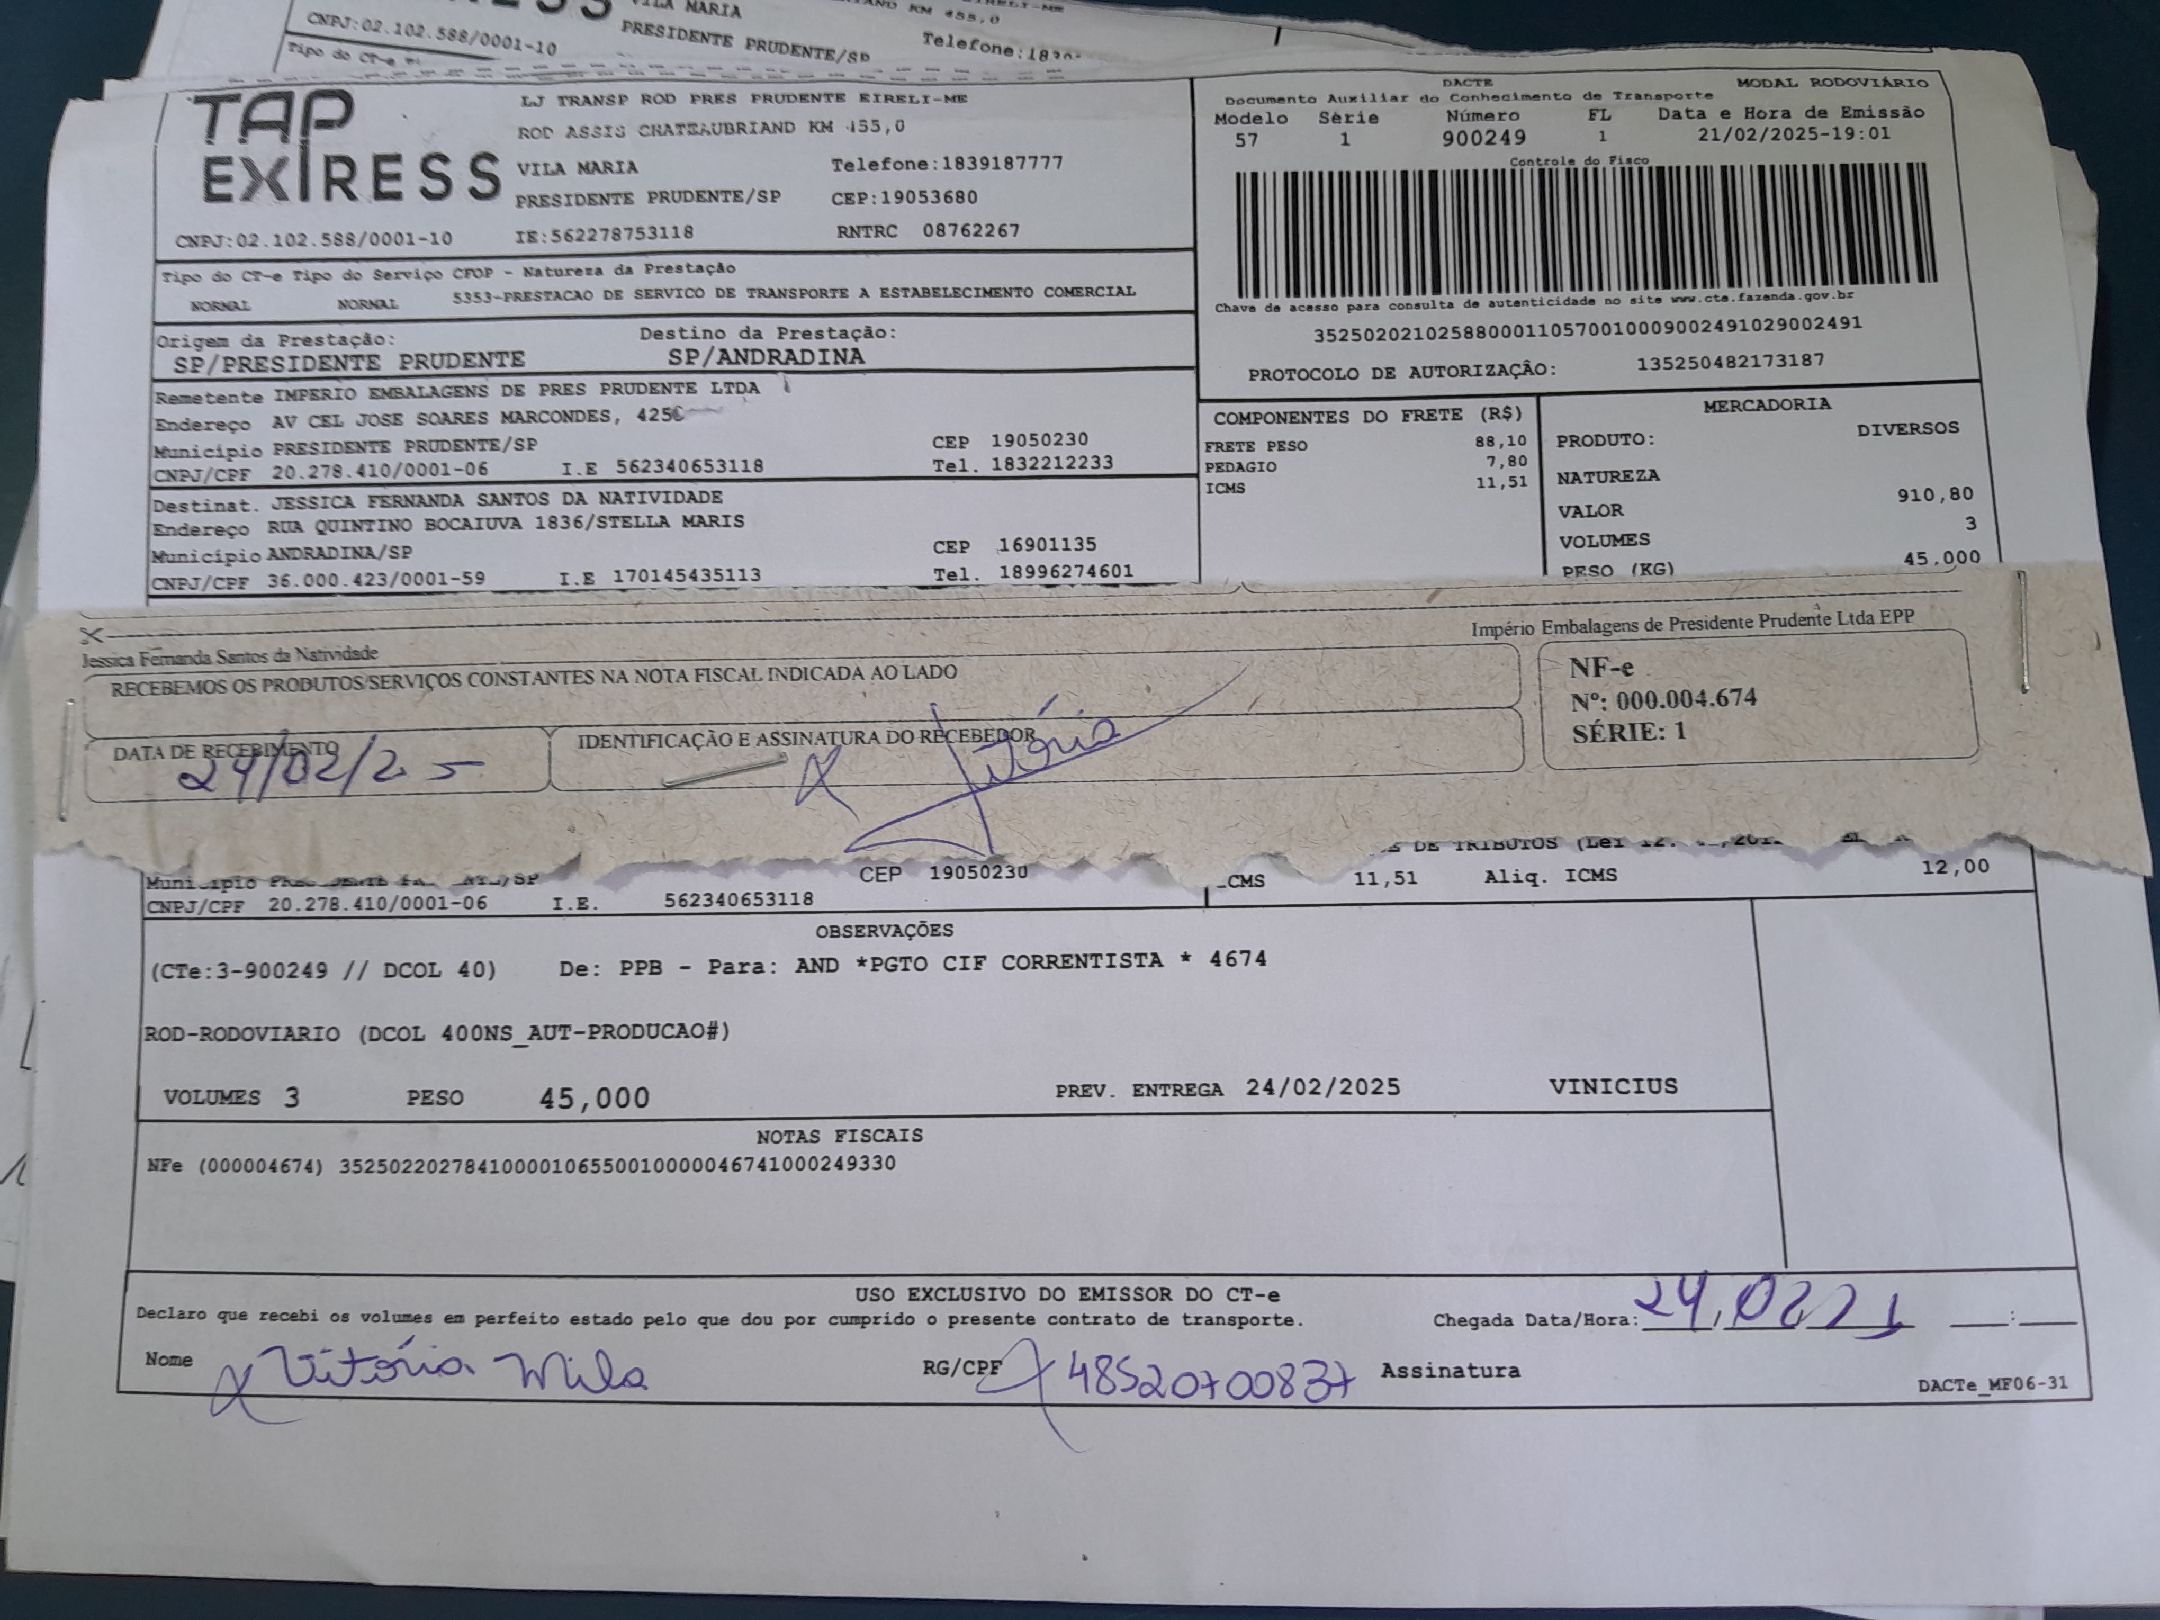 CNPJ:02.102.588/0001-10
VILA MARIA
PRESIDENTE PRUDENTE/SP
KM 455,0
TAP
EXPRESS
LJ TRANSP ROD PRES PRUDENTE EIRELI-ME
ROD ASSIS CHATEAUBRIAND KM 455,0
VILA MARIA Telefone:1839187777
PRESIDENTE PRUDENTE/SP CEP:19053680
CNPJ:02.102.588/0001-10 IE:562278753118 RNTRC 08762267
DACTE MODAL RODOVIÁRIO
Documento Auxiliar do Conhecimento de Transporte
Modelo Série Número FL Data e Hora de Emissão
57 1 900249 1 21/02/2025-19:01
Controle do Fisco
Chave de acesso para consulta de autenticidade no site www.cte.fazenda.gov.br
35250202102588000110570010009002491029002491
PROTOCOLO DE AUTORIZAÇÃO: 135250482173187
Tipo do CT-e Tipo do Serviço CFOP - Natureza da Prestação
NORMAL NORMAL 5353-PRESTACAO DE SERVICO DE TRANSPORTE A ESTABELECIMENTO COMERCIAL
Origem da Prestação: Destino da Prestação:
SP/PRESIDENTE PRUDENTE SP/ANDRADINA
Remetente IMPERIO EMBALAGENS DE PRES PRUDENTE LTDA
Endereço AV CEL JOSE SOARES MARCONDES,
Município PRESIDENTE PRUDENTE/SP CEP 19050230
CNPJ/CPF 20.278.410/0001-06 I.E 562340653118 Tel. 1832212233
Destinat. JESSICA FERNANDA SANTOS DA NATIVIDADE
Endereço RUA QUINTINO BOCAIUVA 1836/STELLA MARIS
Município ANDRADINA/SP CEP 16901135
CNPJ/CPF 36.000.423/0001-59 I.E 170145435113 Tel. 18996274601
COMPONENTES DO FRETE (R$)
FRETE PESO 88,10
PEDAGIO 7,80
ICMS 11,51
MERCADORIA
PRODUTO: DIVERSOS
NATUREZA
VALOR 910,80
VOLUMES 3
PESO (KG) 45,000
Jessica Fernanda Santos da Natividade Império Embalagens de Presidente Prudente Ltda EPP
RECEBEMOS OS PRODUTOS/SERVIÇOS CONSTANTES NA NOTA FISCAL INDICADA AO LADO
DATA DE RECEBIMENTO IDENTIFICAÇÃO E ASSINATURA DO RECEBEDOR
24/02/25 x Vitória
NF-e
Nº: 000.004.674
SÉRIE: 1
DE TRIBUTOS (Lei
Município CEP 19050230
CNPJ/CPF 20.278.410/0001-06 I.E. 562340653118
ICMS 11,51 Aliq. ICMS 12,00
OBSERVAÇÕES
(CTe:3-900249 // DCOL 40) De: PPB - Para: AND *PGTO CIF CORRENTISTA * 4674
ROD-RODOVIARIO (DCOL 400NS_AUT-PRODUCAO#)
VOLUMES 3 PESO 45,000 PREV. ENTREGA 24/02/2025 VINICIUS
NOTAS FISCAIS
NFe (000004674) 35250220278410000106550010000046741000249330
USO EXCLUSIVO DO EMISSOR DO CT-e
Declaro que recebi os volumes em perfeito estado pelo que dou por cumprido o presente contrato de transporte. Chegada Data/Hora: 24,02
Nome x Vitória Mila RG/CPF x 48520700837 Assinatura
DACTe_MF06-31